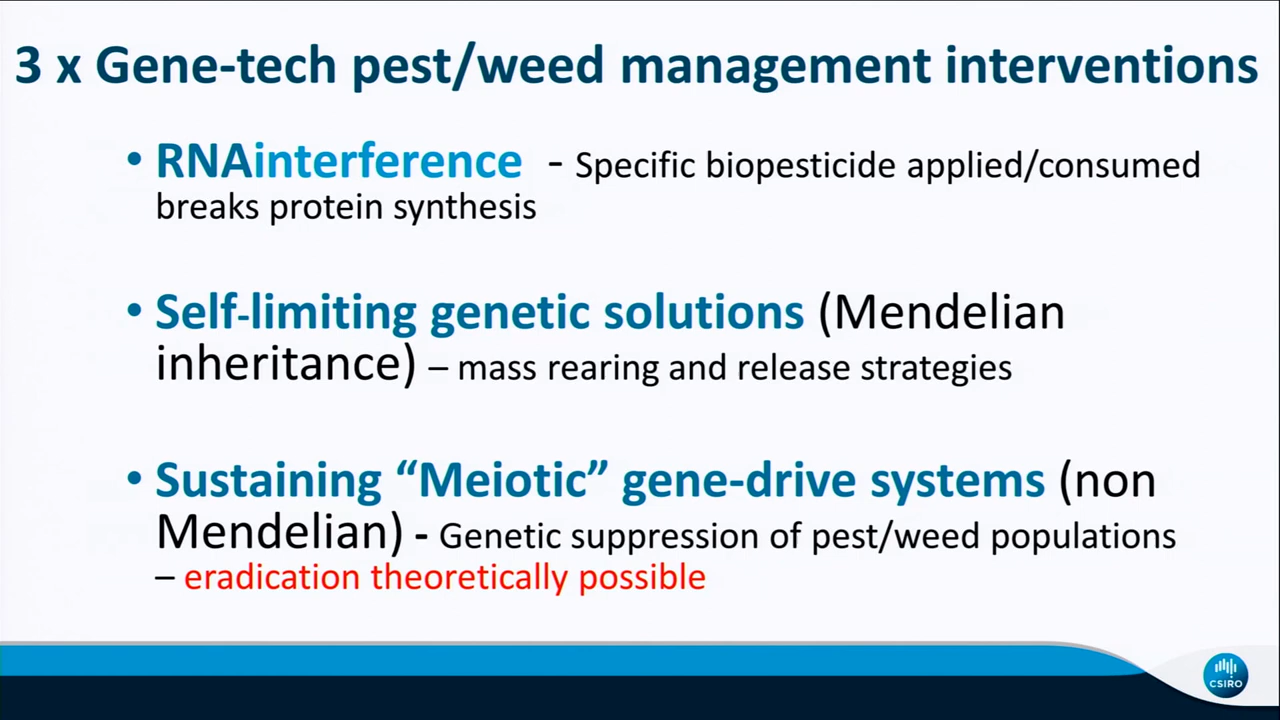 3 x Gene-tech pest/weed management interventions
• RNAinterference - Specific biopesticide applied/consumed
breaks protein synthesis
• Self-limiting genetic solutions (Mendelian
inheritance) – mass rearing and release strategies
• Sustaining “Meiotic” gene-drive systems (non
Mendelian) - Genetic suppression of pest/weed populations
– eradication theoretically possible
CSIRO